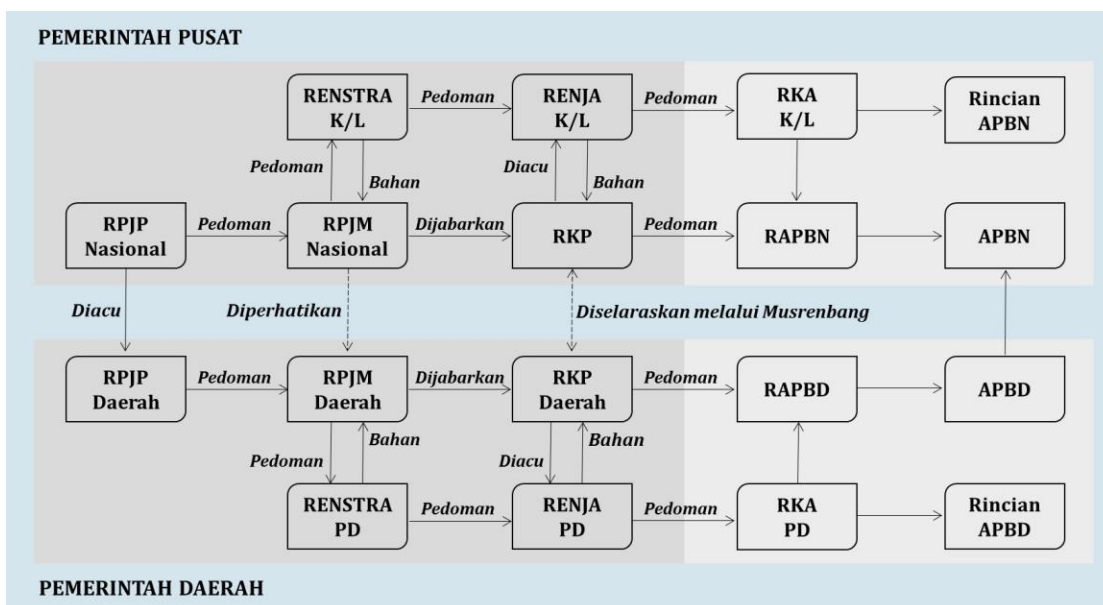 PEMERINTAH PUSAT
RENSTRA
K/L
Pedoman
RENJA
K/L
Pedoman
RKA
K/L
Rincian
APBN
Pedoman
Bahan
Diacu
Bahan
RPJP
Nasional
Pedoman
RPJM
Nasional
Dijabarkan
RKP
Pedoman
RAPBN
APBN
Diacu
Diperhatikan
Diselaraskan melalui Musrenbang
RPJP
Daerah
Pedoman
RPJM
Daerah
Dijabarkan
RKP
Daerah
Pedoman
RAPBD
APBD
Pedoman
Bahan
Diacu
Bahan
RENSTRA
PD
Pedoman
RENJA
PD
Pedoman
RKA
PD
Rincian
APBD
PEMERINTAH DAERAH